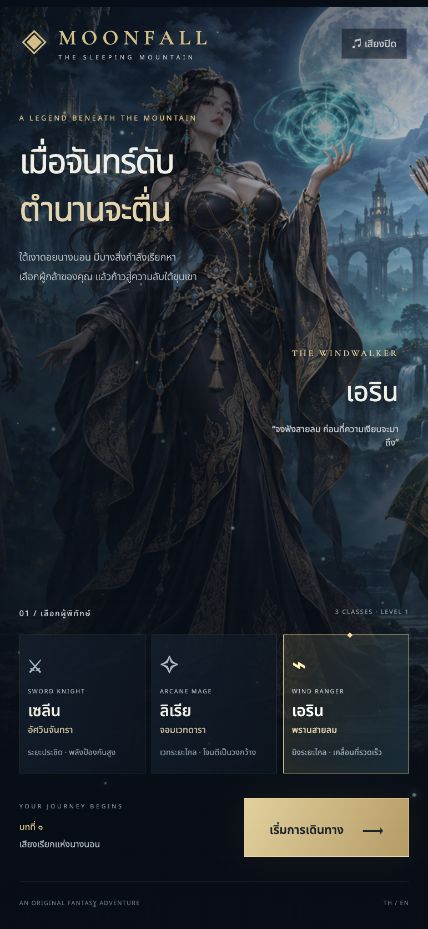 MOONFALL
THE SLEEPING MOUNTAIN
เสียงปิด
A LEGEND BENEATH THE MOUNTAIN
เมื่อจันทร์ดับ
ตำนานจะตื่น
ใต้เงาดอยนางนอน มีบางสิ่งกำลังเรียกหา
เลือกผู้กล้าของคุณ แล้วก้าวสู่ความลับใต้ขุนเขา
THE WINDWALKER
เอริน
"จงฟังสายลม ก่อนที่ความเงียบจะมา
ถึง"
01 / เลือกผู้พิทักษ์
3 CLASSES · LEVEL 1
SWORD KNIGHT
เซลีน
อัศวินจันทรา
ระยะประชิด · พลังป้องกันสูง
ARCANE MAGE
ลิเรีย
จอมเวทดารา
เวทระยะไกล · โจมตีเป็นวงกว้าง
WIND RANGER
เอริน
พรานสายลม
ยิงระยะไกล · เคลื่อนที่รวดเร็ว
YOUR JOURNEY BEGINS
บทที่ ๑
เสียงเรียกแห่งนางนอน
เริ่มการเดินทาง
AN ORIGINAL FANTASY ADVENTURE
TH / EN